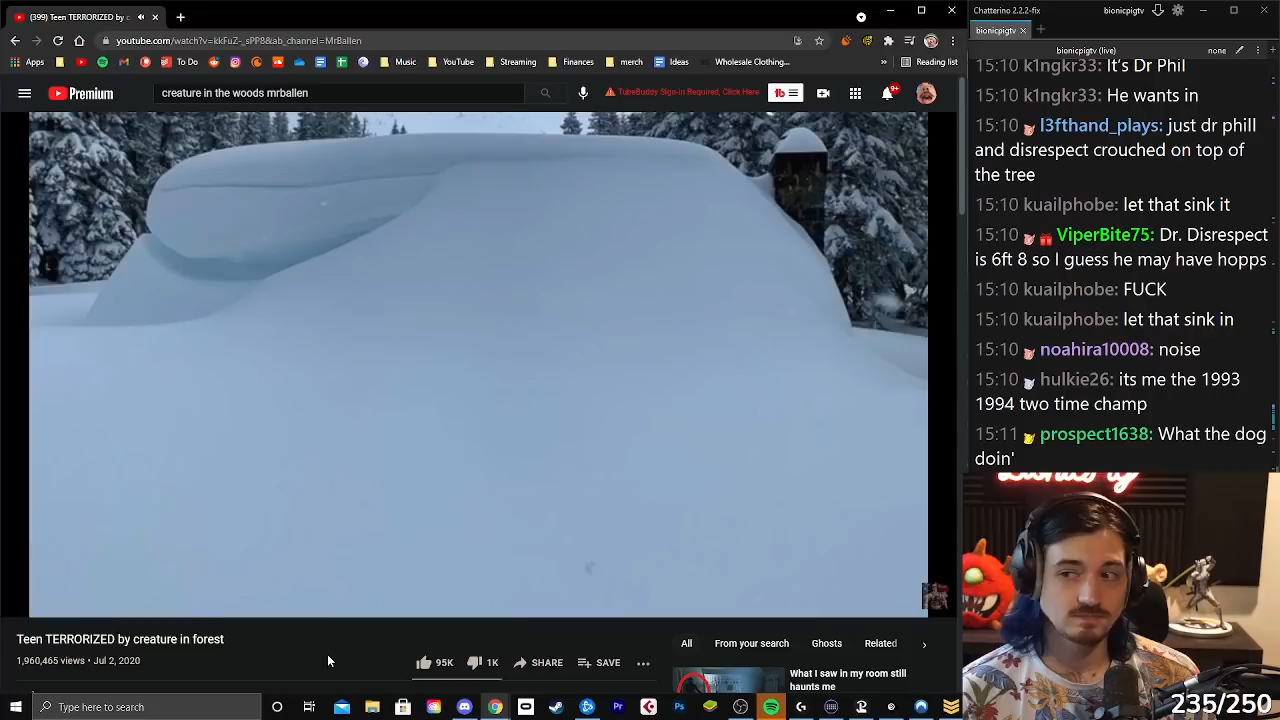 (399) Teen TERRORIZED by c
youtube.com/watch?v=kkFuZ-_sPP8&ab_channel=MrBallen
Apps
To Do
Music
YouTube
Streaming
Finances
merch
Ideas
Wholesale Clothing...
»
Reading list
Premium
creature in the woods mrballen
TubeBuddy Sign-in Required, Click Here
tb
9+
Teen TERRORIZED by creature in forest
1,960,465 views • Jul 2, 2020
95K
1K
SHARE
SAVE
All
From your search
Ghosts
Related
What I saw in my room still
haunts me
Type here to search
Chatterino 2.2.2-fix
bionicpigtv
bionicpigtv
bionicpigtv (live)
none
15:10 k1ngkr33: It's Dr Phil
15:10 k1ngkr33: He wants in
15:10 l3fthand_plays: just dr phill
and disrespect crouched on top of
the tree
15:10 kuailphobe: let that sink it
15:10 ViperBite75: Dr. Disrespect
is 6ft 8 so I guess he may have hopps
15:10 kuailphobe: FUCK
15:10 kuailphobe: let that sink in
15:10 noahira10008: noise
15:10 hulkie26: its me the 1993
1994 two time champ
15:11 prospect1638: What the dog
doin'
235/250